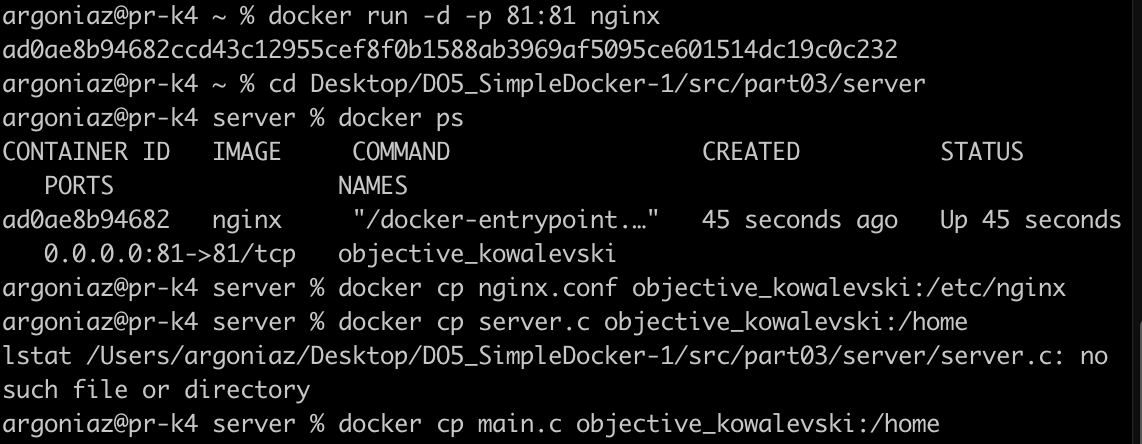 argoniaz@pr-k4 ~ % docker run -d -p 81:81 nginx
ad0ae8b94682ccd43c12955cef8f0b1588ab3969af5095ce601514dc19c0c232
argoniaz@pr-k4 ~ % cd Desktop/DO5_SimpleDocker-1/src/part03/server
argoniaz@pr-k4 server % docker ps
CONTAINER ID   IMAGE     COMMAND                  CREATED          STATUS
   PORTS                NAMES
ad0ae8b94682   nginx     "/docker-entrypoint.…"   45 seconds ago   Up 45 seconds
   0.0.0.0:81->81/tcp   objective_kowalevski
argoniaz@pr-k4 server % docker cp nginx.conf objective_kowalevski:/etc/nginx
argoniaz@pr-k4 server % docker cp server.c objective_kowalevski:/home
lstat /Users/argoniaz/Desktop/DO5_SimpleDocker-1/src/part03/server/server.c: no
such file or directory
argoniaz@pr-k4 server % docker cp main.c objective_kowalevski:/home